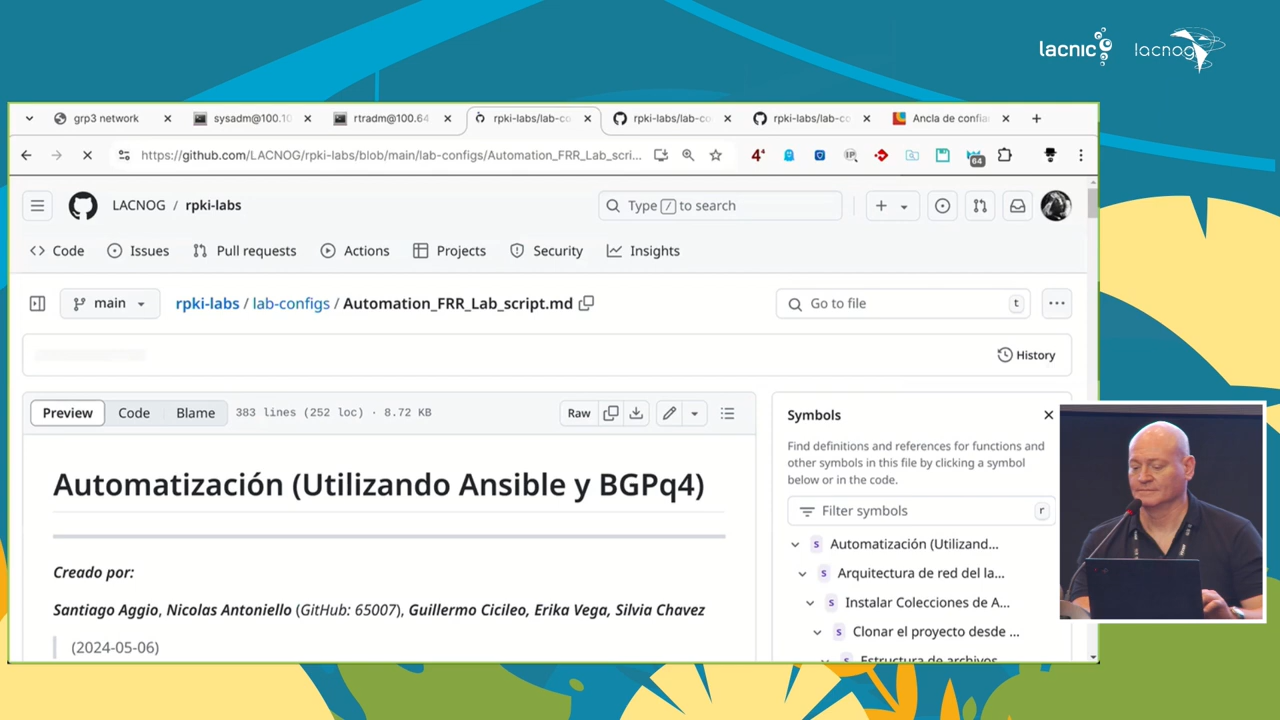 lacnic
lacnog
grp3 network
sysadm@100.10
rtradm@100.64
rpki-labs/lab-co
rpki-labs/lab-co
rpki-labs/lab-co
Ancla de confia
https://github.com/LACNOG/rpki-labs/blob/main/lab-configs/Automation_FRR_Lab_scri...
4⁴
IP
64
LACNOG / rpki-labs
Type / to search
Code
Issues
Pull requests
Actions
Projects
Security
Insights
main
rpki-labs / lab-configs / Automation_FRR_Lab_script.md
Go to file
t
History
Preview
Code
Blame
383 lines (252 loc) · 8.72 KB
Raw
Symbols
Find definitions and references for functions and
other symbols in this file by clicking a symbol
below or in the code.
Filter symbols
r
s Automatización (Utilizand...
s Arquitectura de red del la...
s Instalar Colecciones de A...
s Clonar el proyecto desde ...
s Estructura de archivos
Automatización (Utilizando Ansible y BGPq4)
Creado por:
Santiago Aggio, Nicolas Antoniello (GitHub: 65007), Guillermo Cicileo, Erika Vega, Silvia Chavez
(2024-05-06)